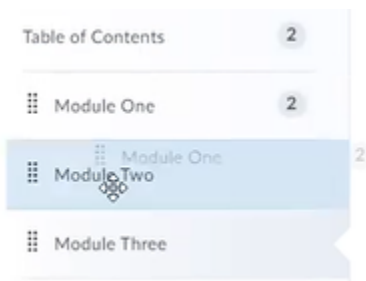 Table of Contents 2
Module One 2
Module One 2
Module Two
Module Three